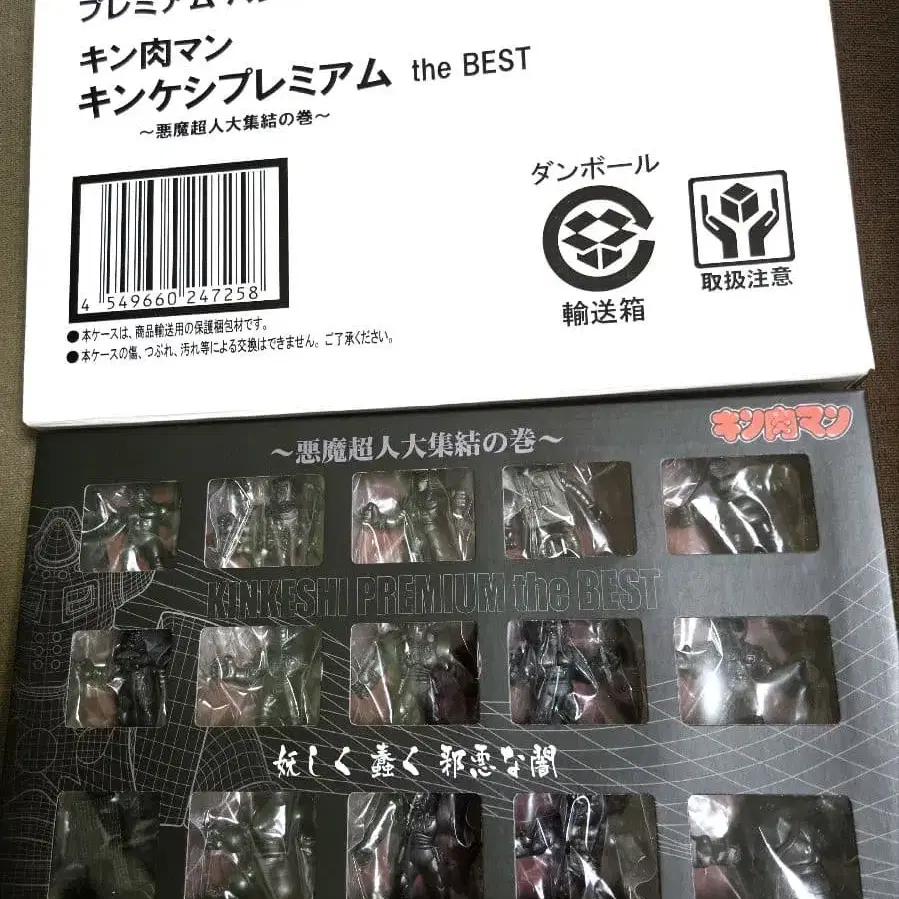 プレミアム
キン肉マン
キンケシプレミアム the BEST
～悪魔超人大集結の巻～
ダンボール
輸送箱
取扱注意
4 549660 247258
●本ケースは、商品輸送用の保護梱包材です。
●本ケースの傷、つぶれ、汚れ等による交換はできません。ご了承ください。
～悪魔超人大集結の巻～
キン肉マン
KINKESHI PREMIUM the BEST
妖しく蠢く邪悪な闇